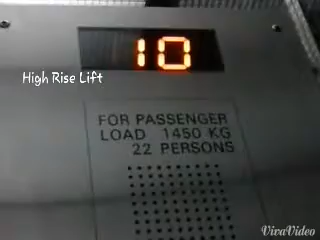 10
High Rise Lift
FOR PASSENGER
LOAD 1450 KG
22 PERSONS
VivaVideo